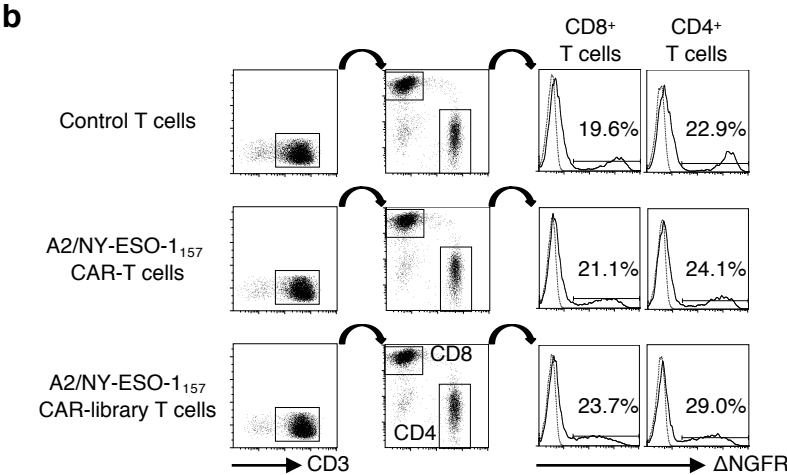 b
CD8⁺
T cells
CD4⁺
T cells
Control T cells
19.6%
22.9%
A2/NY-ESO-1₁₅₇
CAR-T cells
21.1%
24.1%
A2/NY-ESO-1₁₅₇
CAR-library T cells
CD8
CD4
23.7%
29.0%
CD3
ΔNGFR